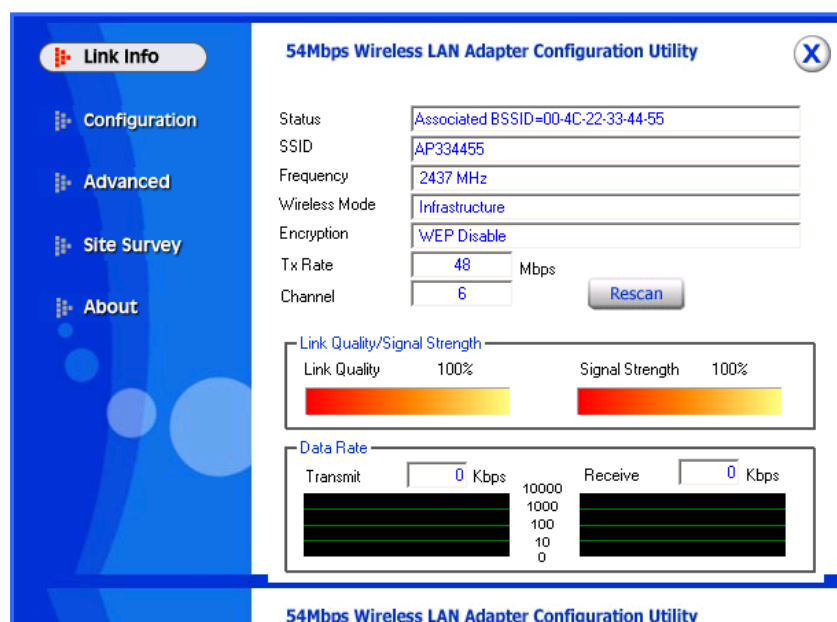 Link Info
Configuration
Advanced
Site Survey
About
54Mbps Wireless LAN Adapter Configuration Utility
X
Status Associated BSSID=00-4C-22-33-44-55
SSID AP334455
Frequency 2437 MHz
Wireless Mode Infrastructure
Encryption WEP Disable
Tx Rate 48 Mbps
Channel 6 Rescan
Link Quality/Signal Strength
Link Quality 100% Signal Strength 100%
Data Rate
Transmit 0 Kbps Receive 0 Kbps
10000
1000
100
10
0
54Mbps Wireless LAN Adapter Configuration Utility